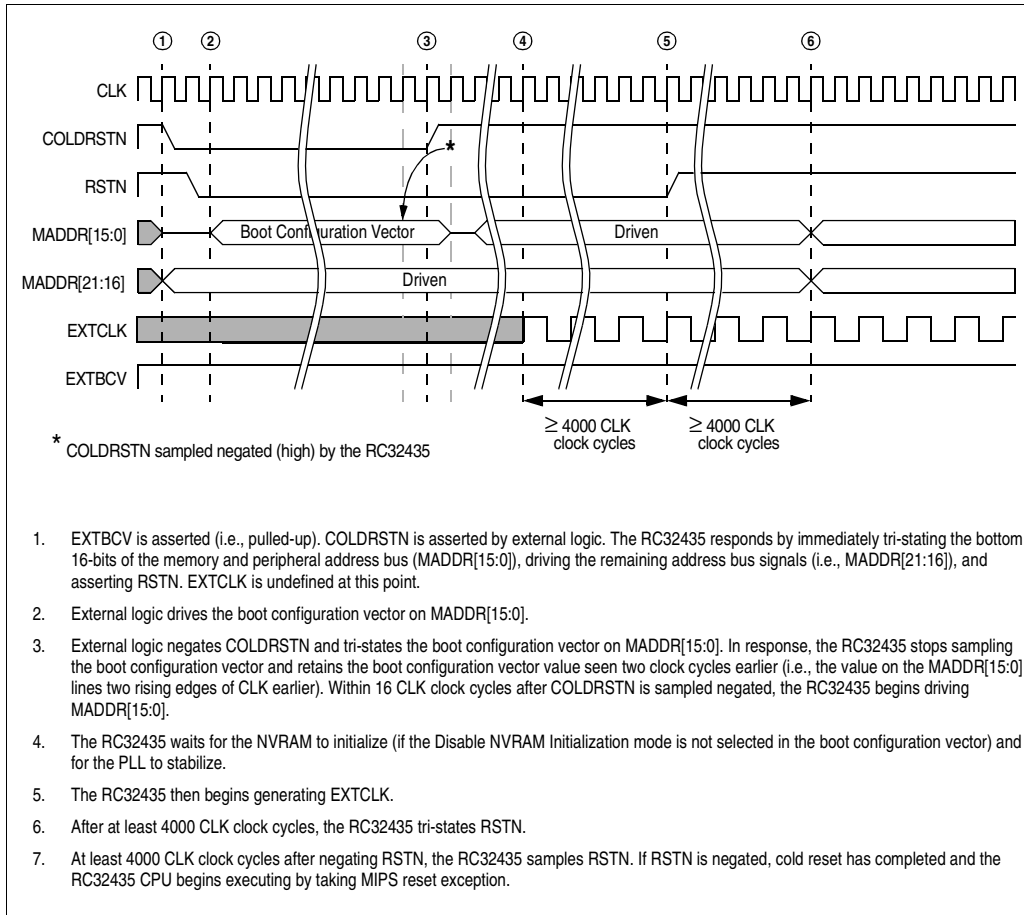 1 2 3 4 5 6
CLK
COLDRSTN
*
RSTN
MADDR[15:0] Boot Configuration Vector Driven
MADDR[21:16] Driven
EXTCLK
EXTBCV
≥ 4000 CLK
clock cycles
≥ 4000 CLK
clock cycles
* COLDRSTN sampled negated (high) by the RC32435
1. EXTBCV is asserted (i.e., pulled-up). COLDRSTN is asserted by external logic. The RC32435 responds by immediately tri-stating the bottom
16-bits of the memory and peripheral address bus (MADDR[15:0]), driving the remaining address bus signals (i.e., MADDR[21:16]), and
asserting RSTN. EXTCLK is undefined at this point.
2. External logic drives the boot configuration vector on MADDR[15:0].
3. External logic negates COLDRSTN and tri-states the boot configuration vector on MADDR[15:0]. In response, the RC32435 stops sampling
the boot configuration vector and retains the boot configuration vector value seen two clock cycles earlier (i.e., the value on the MADDR[15:0]
lines two rising edges of CLK earlier). Within 16 CLK clock cycles after COLDRSTN is sampled negated, the RC32435 begins driving
MADDR[15:0].
4. The RC32435 waits for the NVRAM to initialize (if the Disable NVRAM Initialization mode is not selected in the boot configuration vector) and
for the PLL to stabilize.
5. The RC32435 then begins generating EXTCLK.
6. After at least 4000 CLK clock cycles, the RC32435 tri-states RSTN.
7. At least 4000 CLK clock cycles after negating RSTN, the RC32435 samples RSTN. If RSTN is negated, cold reset has completed and the
RC32435 CPU begins executing by taking MIPS reset exception.